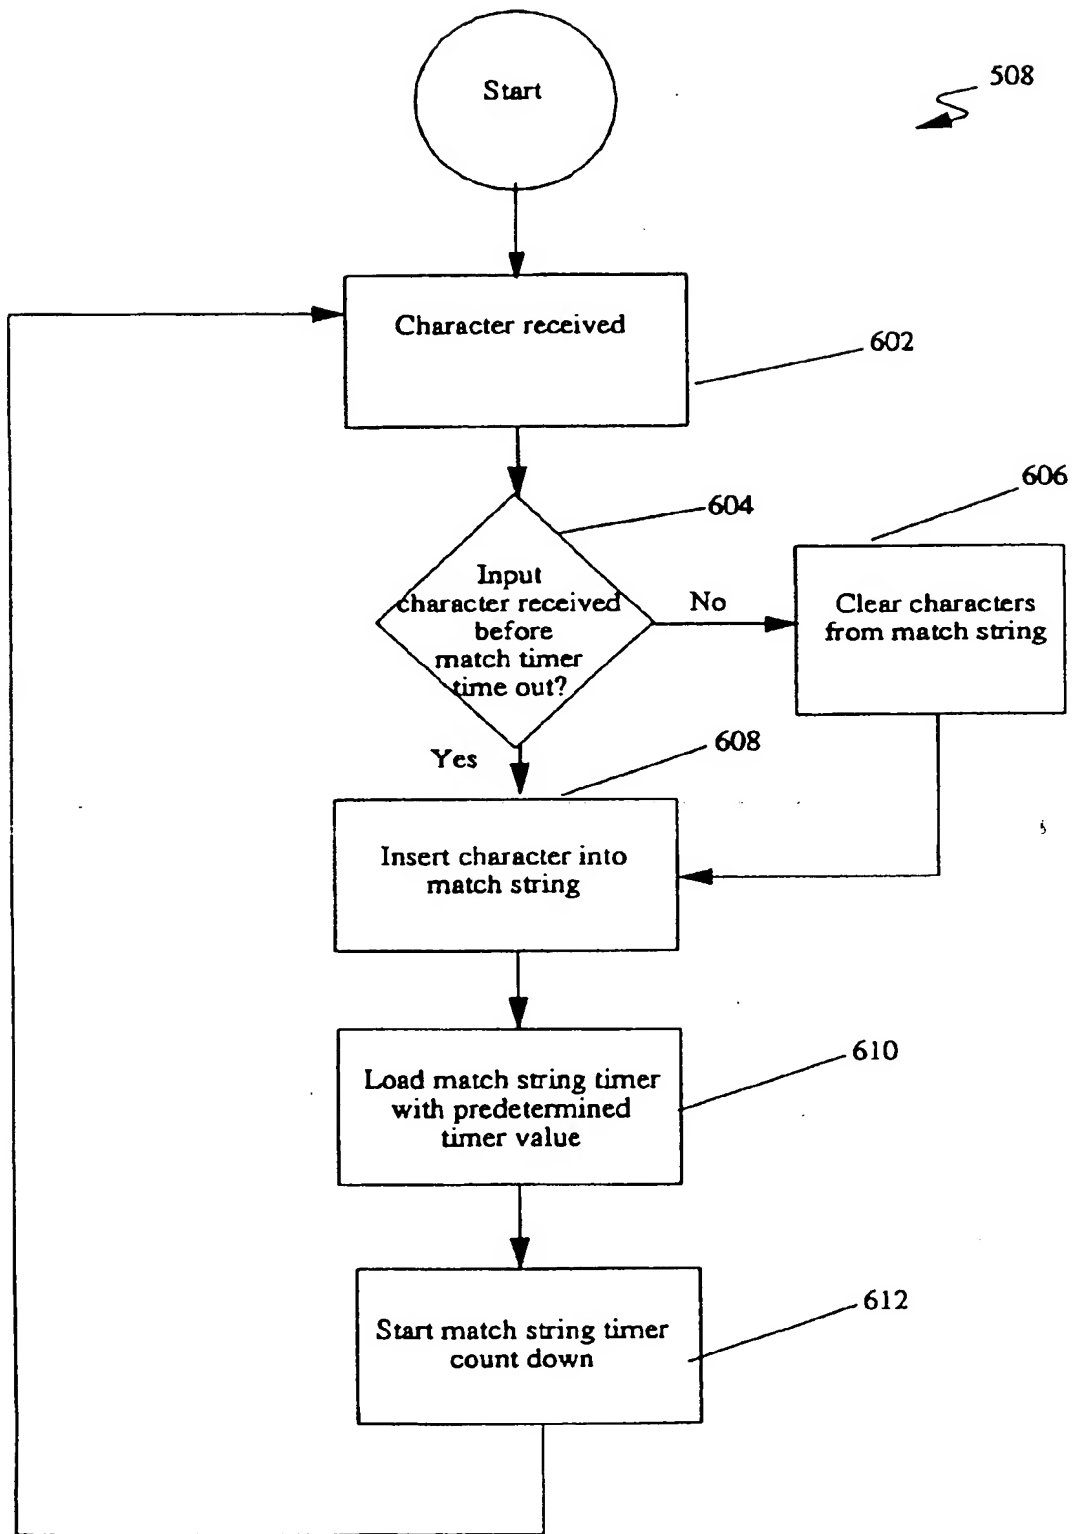 Start
508
Character received
602
604
606
Input
character received
before
match timer
time out?
No
Clear characters
from match string
Yes
608
Insert character into
match string
Load match string timer
with predetermined
timer value
610
Start match string timer
count down
612